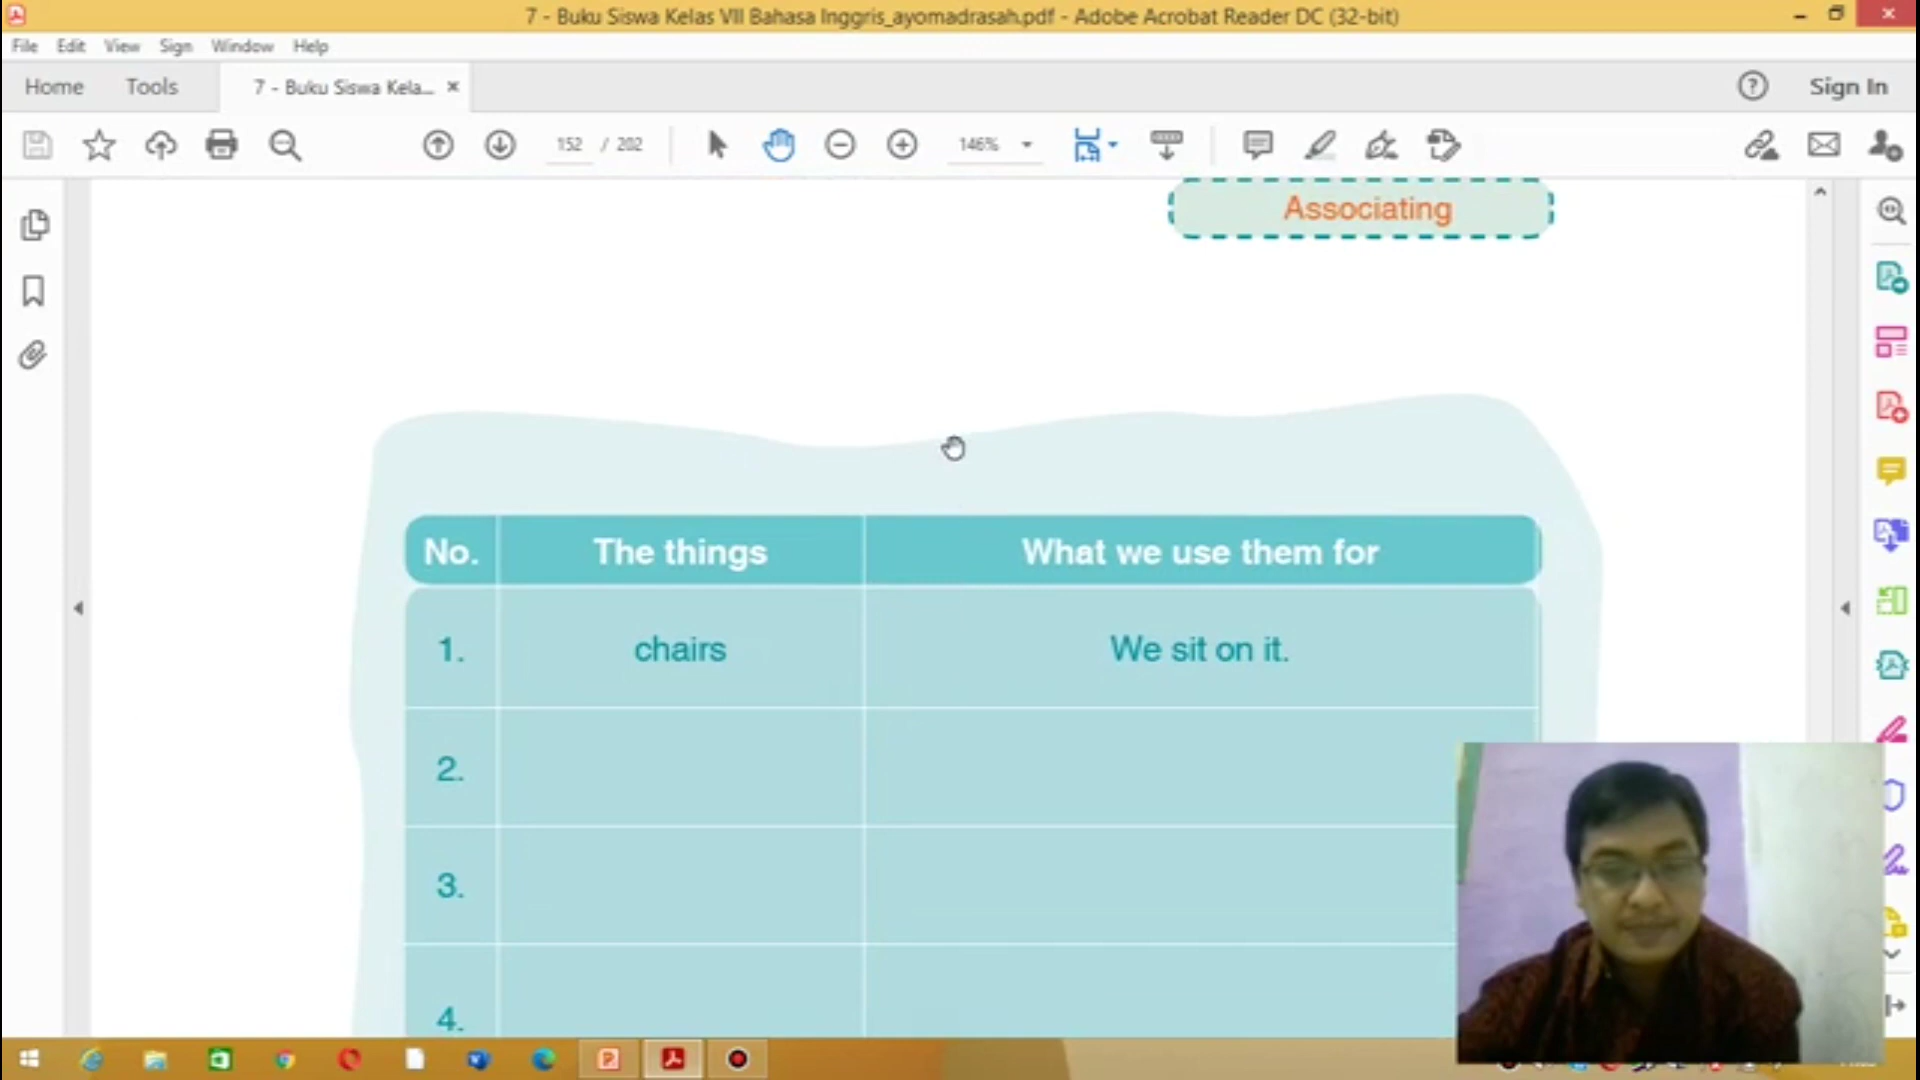 7 - Buku Siswa Kelas VII Bahasa Inggris_ayomadrasah.pdf - Adobe Acrobat Reader DC (32-bit)
File Edit View Sign Window Help
Home Tools 7 - Buku Siswa Kela... Sign In
152 / 202 146%
Associating
No. The things What we use them for
1. chairs We sit on it.
2.
3.
4.